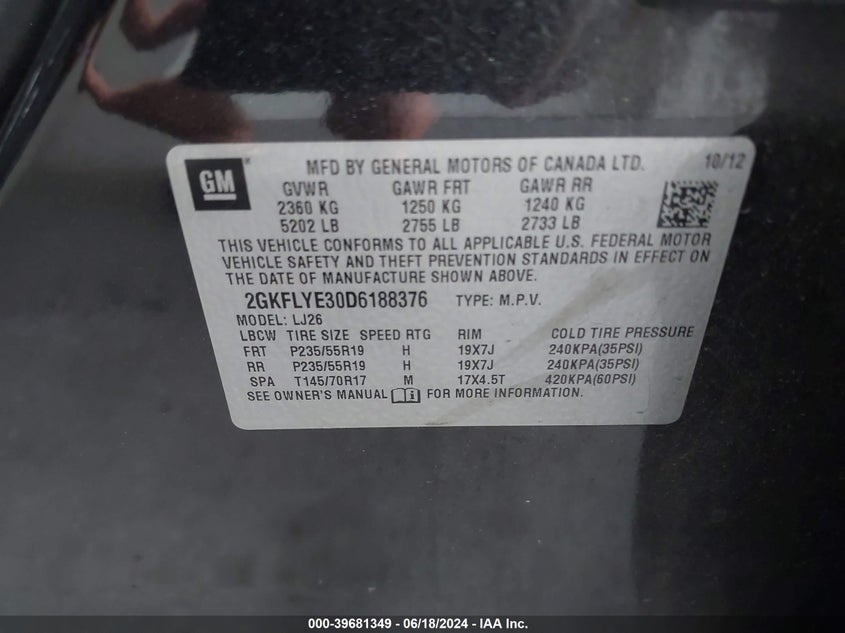 GM
MFD BY GENERAL MOTORS OF CANADA LTD. 10/12
GVWR GAWR FRT GAWR RR
2360 KG 1250 KG 1240 KG
5202 LB 2755 LB 2733 LB
THIS VEHICLE CONFORMS TO ALL APPLICABLE U.S. FEDERAL MOTOR
VEHICLE SAFETY AND THEFT PREVENTION STANDARDS IN EFFECT ON
THE DATE OF MANUFACTURE SHOWN ABOVE.
2GKFLYE30D6188376 TYPE: M.P.V.
MODEL: LJ26
LBCW TIRE SIZE SPEED RTG RIM COLD TIRE PRESSURE
FRT P235/55R19 H 19X7J 240KPA(35PSI)
RR P235/55R19 H 19X7J 240KPA(35PSI)
SPA T145/70R17 M 17X4.5T 420KPA(60PSI)
SEE OWNER'S MANUAL FOR MORE INFORMATION.
000-39681349 - 06/18/2024 - IAA Inc.